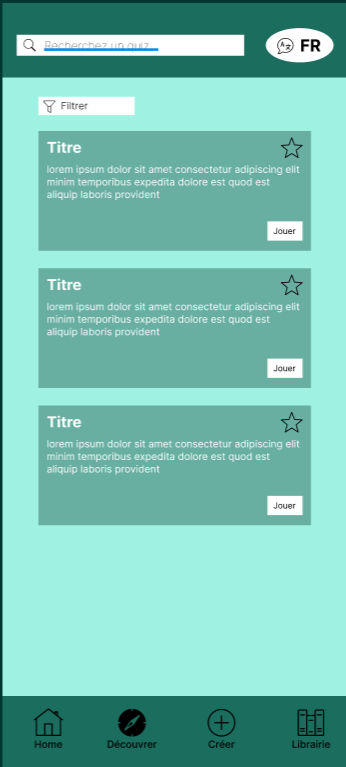 Recherchez un quiz
FR
Filtrer
Titre
lorem ipsum dolor sit amet consectetur adipiscing elit
minim temporibus expedita dolore est quod est
aliquip laboris provident
Jouer
Titre
lorem ipsum dolor sit amet consectetur adipiscing elit
minim temporibus expedita dolore est quod est
aliquip laboris provident
Jouer
Titre
lorem ipsum dolor sit amet consectetur adipiscing elit
minim temporibus expedita dolore est quod est
aliquip laboris provident
Jouer
Home
Découvrer
Créer
Librairie